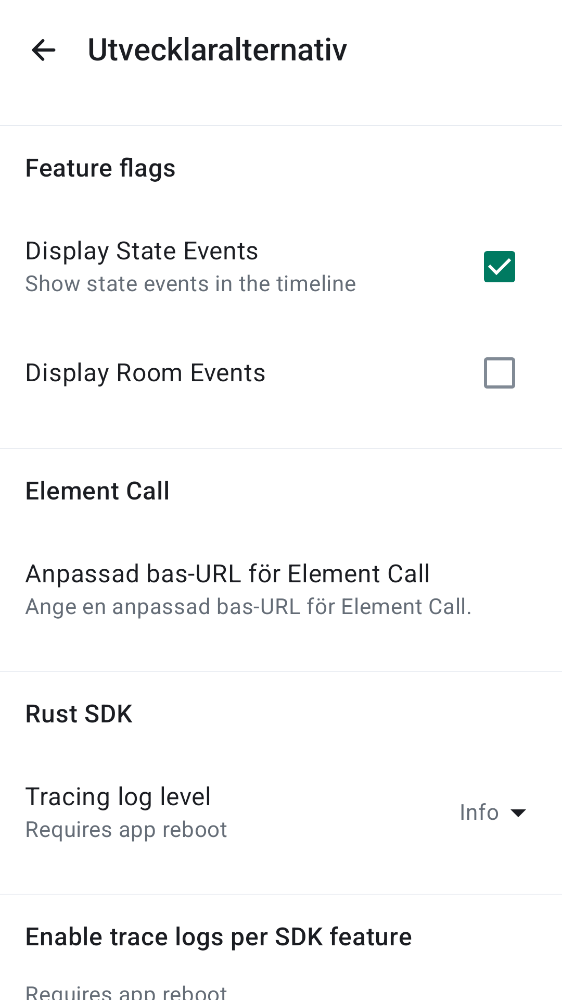 Utvecklaralternativ
Feature flags
Display State Events
Show state events in the timeline
Display Room Events
Element Call
Anpassad bas-URL för Element Call
Ange en anpassad bas-URL för Element Call.
Rust SDK
Tracing log level
Info
Requires app reboot
Enable trace logs per SDK feature
Requires app reboot